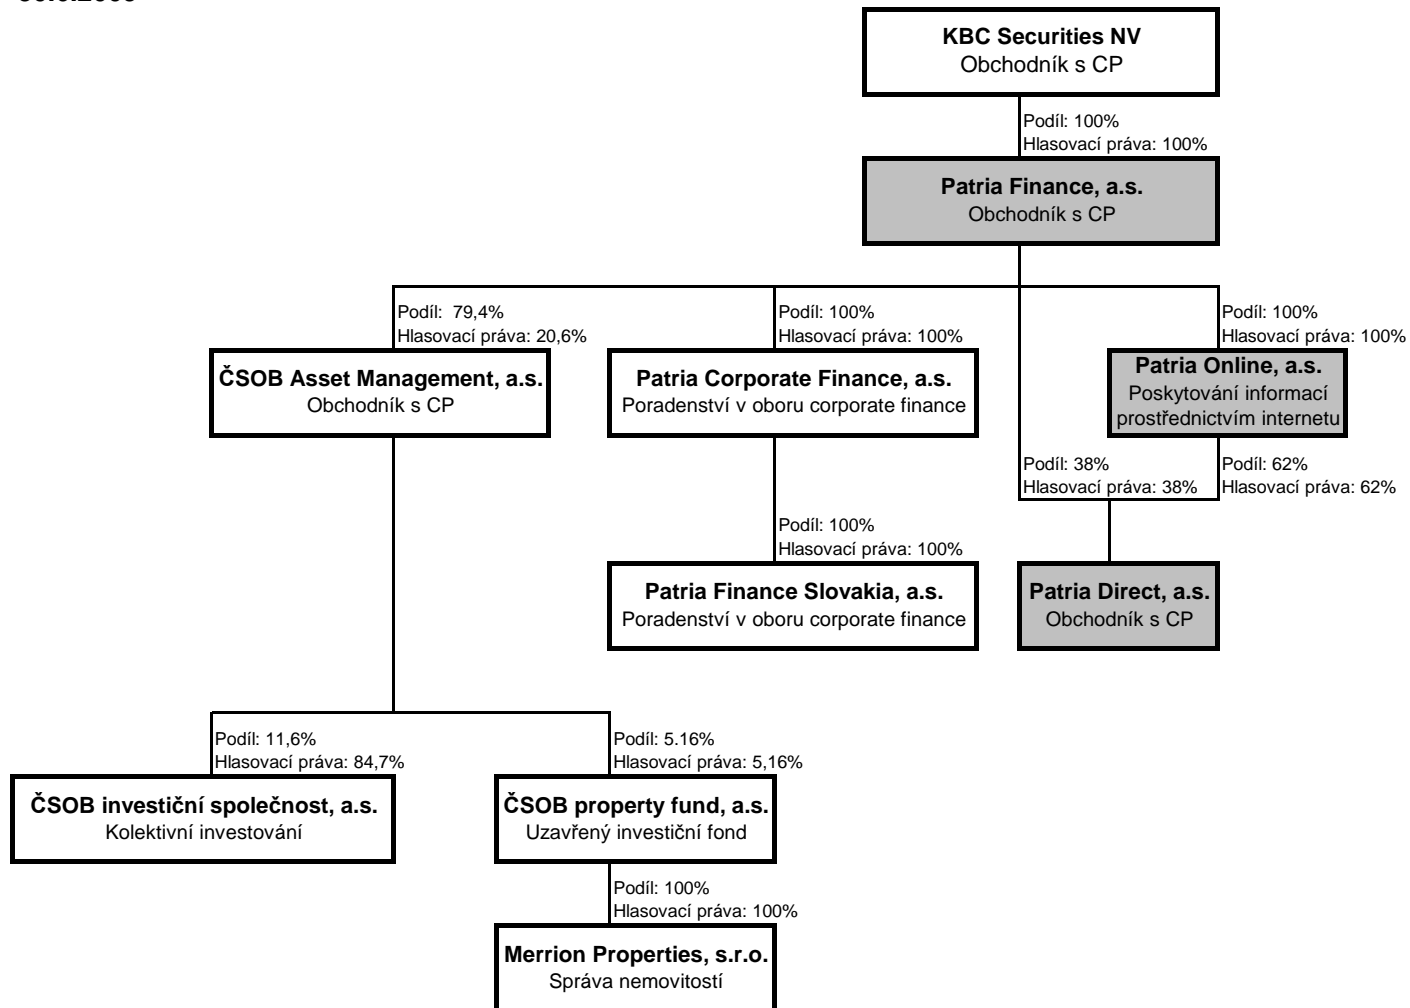 KBC Securities NV
Obchodník s CP
Podíl: 100%
Hlasovací práva: 100%
Patria Finance, a.s.
Obchodník s CP
Podíl:  79,4%
Hlasovací práva: 20,6%
Podíl: 100%
Hlasovací práva: 100%
Podíl: 100%
Hlasovací práva: 100%
ČSOB Asset Management, a.s.
Obchodník s CP
Patria Corporate Finance, a.s.
Poradenství v oboru corporate finance
Patria Online, a.s.
Poskytování informací
prostřednictvím internetu
Podíl: 38%
Hlasovací práva: 38%
Podíl: 62%
Hlasovací práva: 62%
Podíl: 100%
Hlasovací práva: 100%
Patria Finance Slovakia, a.s.
Poradenství v oboru corporate finance
Patria Direct, a.s.
Obchodník s CP
Podíl: 11,6%
Hlasovací práva: 84,7%
Podíl: 5.16%
Hlasovací práva: 5,16%
ČSOB investiční společnost, a.s.
Kolektivní investování
ČSOB property fund, a.s.
Uzavřený investiční fond
Podíl: 100%
Hlasovací práva: 100%
Merrion Properties, s.r.o.
Správa nemovitostí